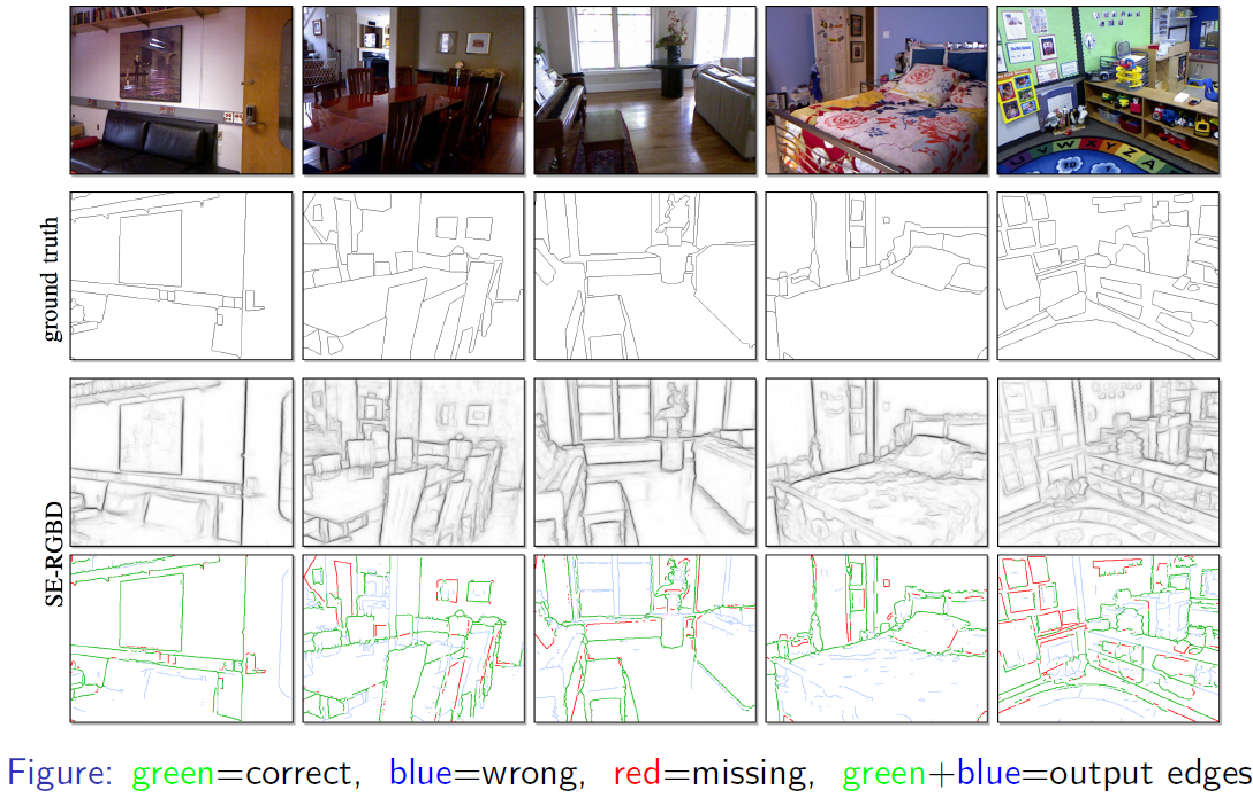 U V W X Y Z A
ground truth
SE-RGBD
Figure: green=correct, blue=wrong, red=missing, green+blue=output edges